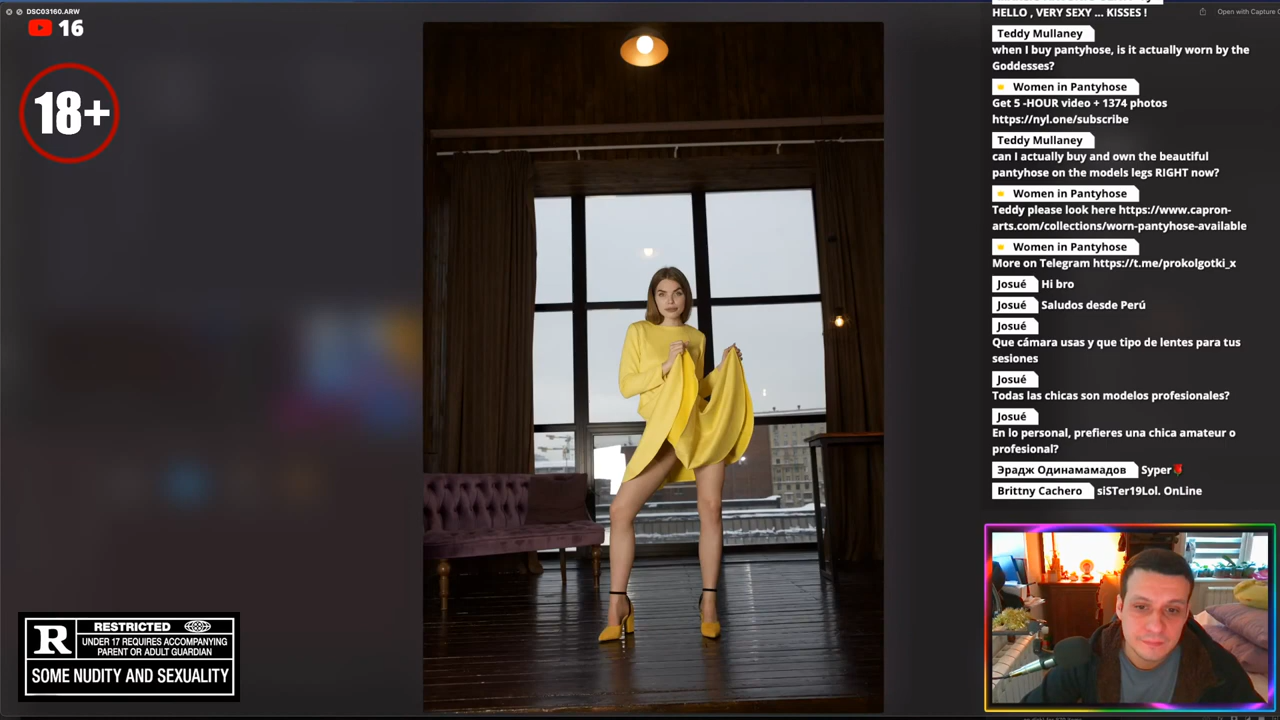 DSC03160.ARW
Open with Capture
16
18+
R
RESTRICTED
UNDER 17 REQUIRES ACCOMPANYING
PARENT OR ADULT GUARDIAN
SOME NUDITY AND SEXUALITY
HELLO , VERY SEXY ... KISSES !
Teddy Mullaney
when I buy pantyhose, is it actually worn by the
Goddesses?
Women in Pantyhose
Get 5 -HOUR video + 1374 photos
https://nyl.one/subscribe
Teddy Mullaney
can I actually buy and own the beautiful
pantyhose on the models legs RIGHT now?
Women in Pantyhose
Teddy please look here https://www.capron-
arts.com/collections/worn-pantyhose-available
Women in Pantyhose
More on Telegram https://t.me/prokolgotki_x
Josué Hi bro
Josué Saludos desde Perú
Josué
Que cámara usas y que tipo de lentes para tus
sesiones
Josué
Todas las chicas son modelos profesionales?
Josué
En lo personal, prefieres una chica amateur o
profesional?
Эрадж Одинамамадов Syper
Brittny Cachero siSTer19Lol. OnLine